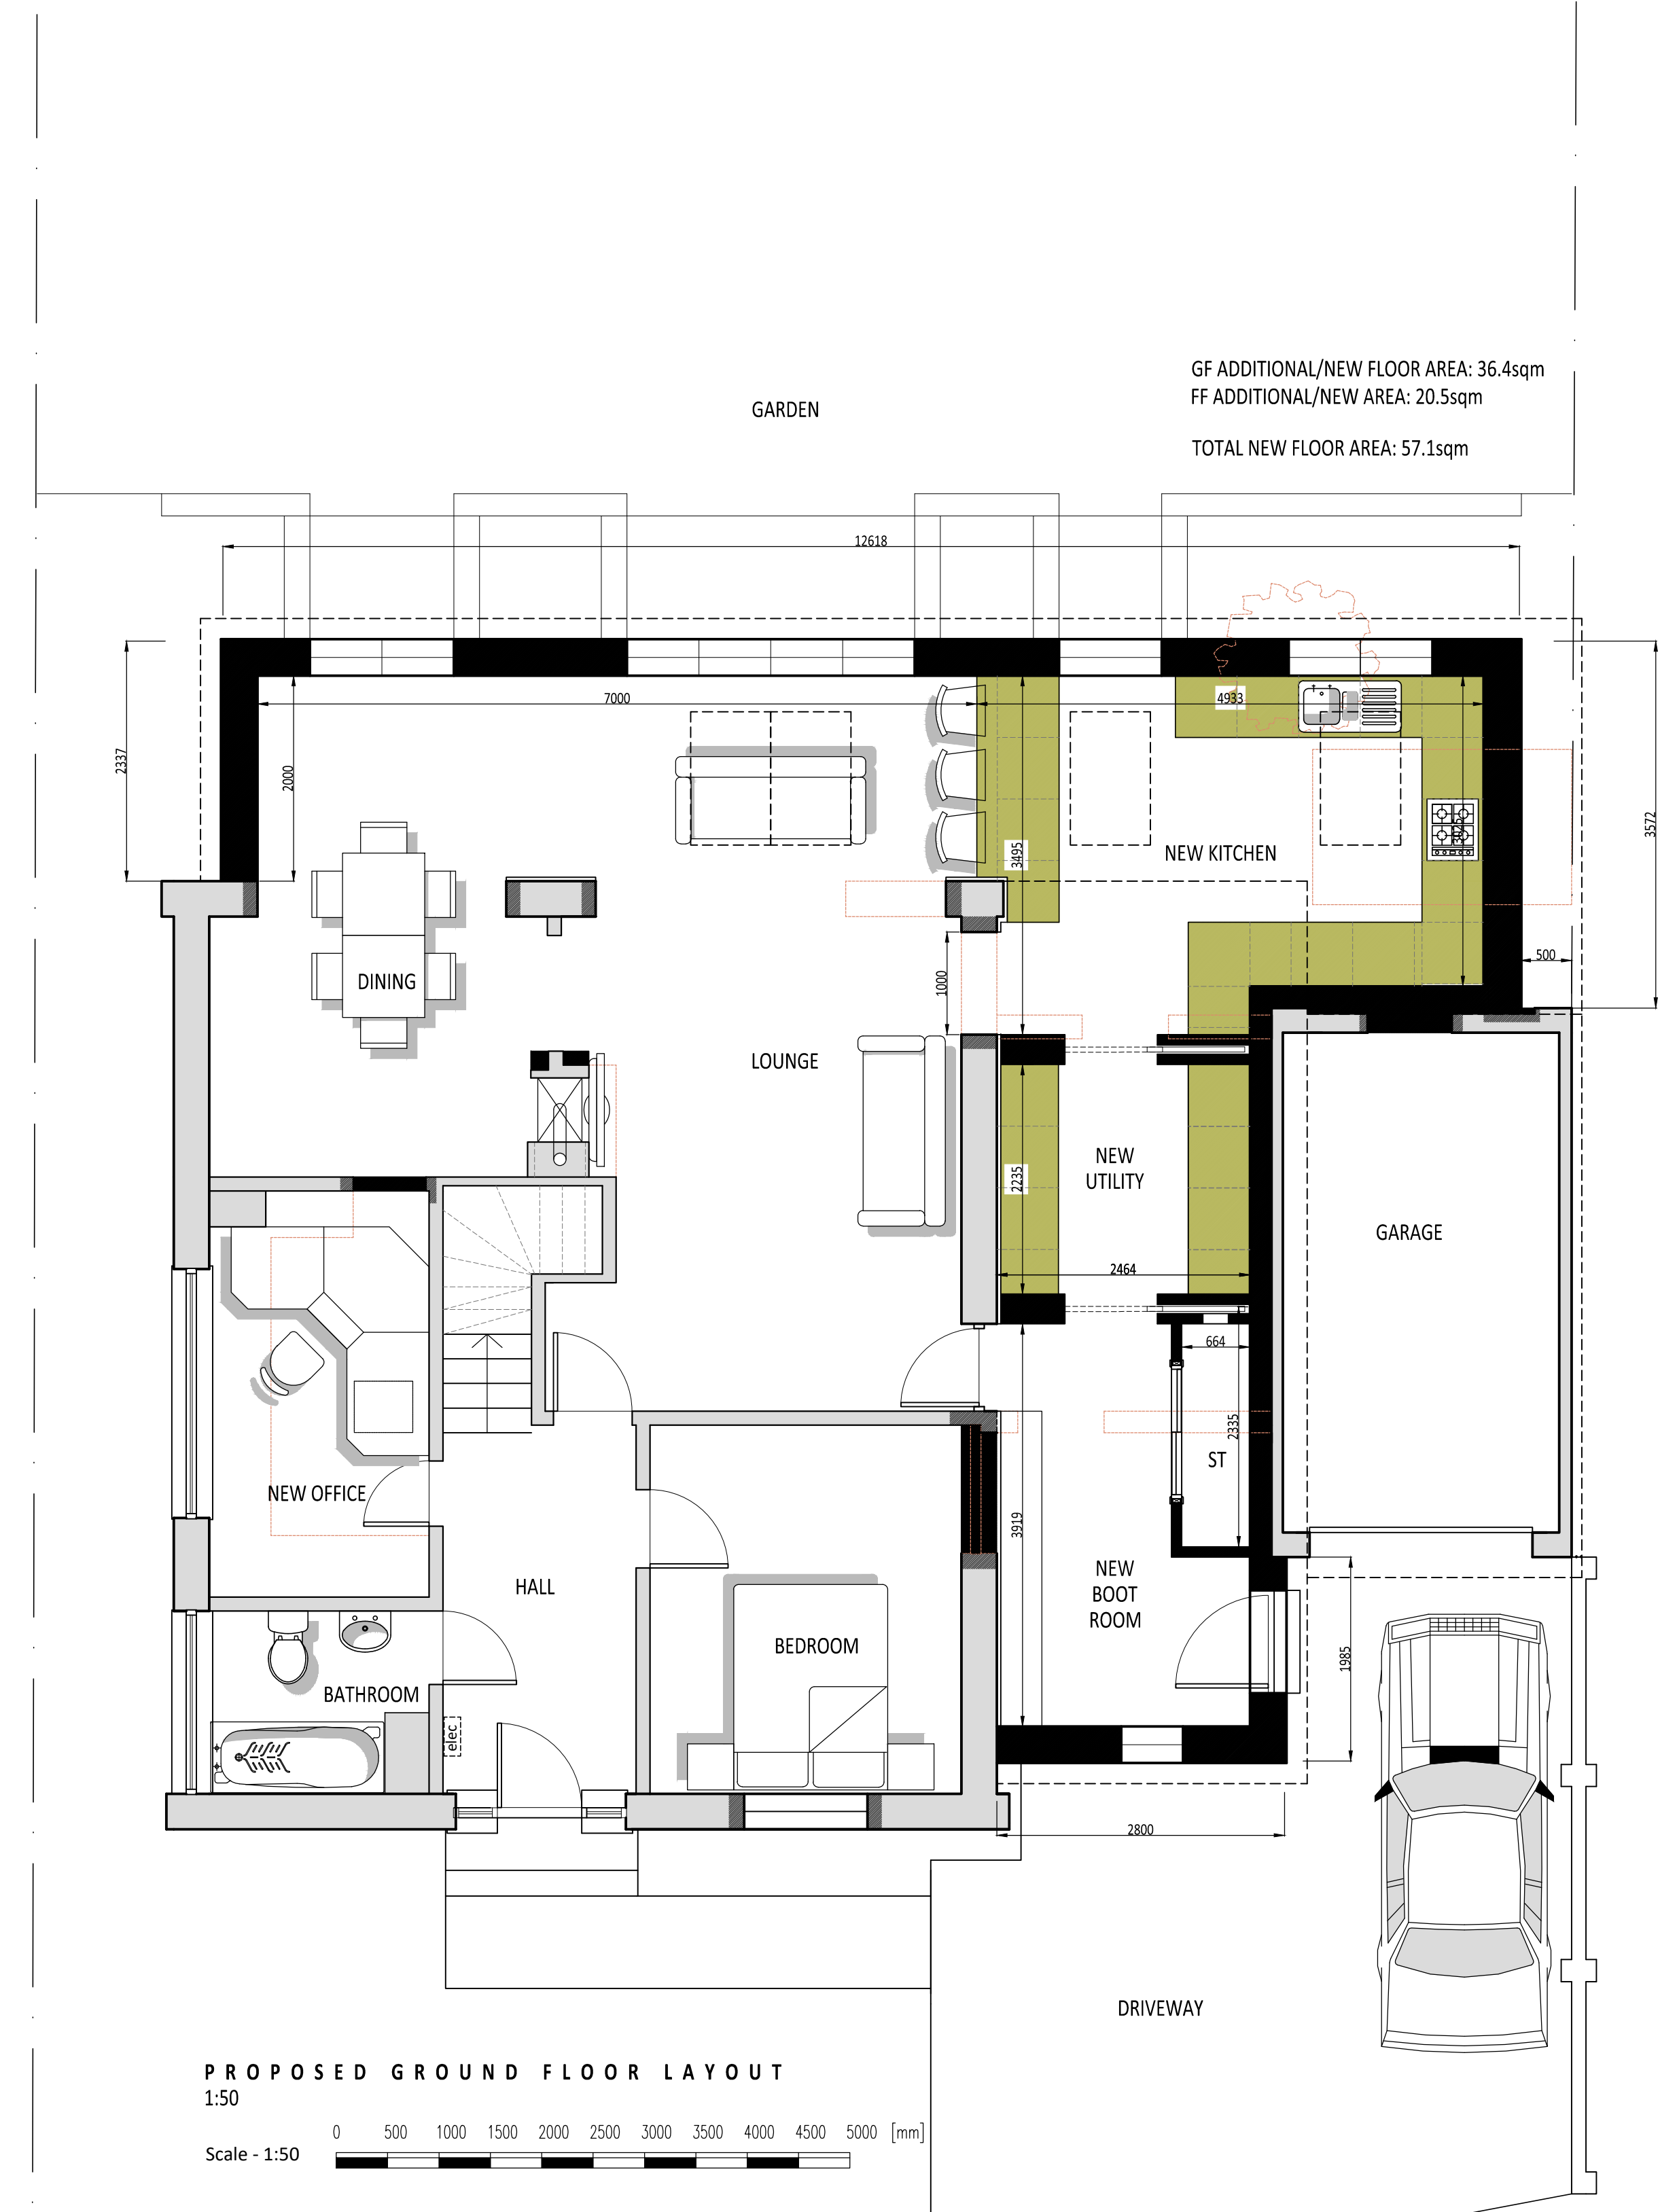 GF ADDITIONAL/NEW FLOOR AREA: 36.4sqm
FF ADDITIONAL/NEW AREA: 20.5sqm
GARDEN
TOTAL NEW FLOOR AREA: 57.1sqm
12618
7000
4933
2337
2000
3572
3495
NEW KITCHEN
500
1000
DINING
LOUNGE
NEW
UTILITY
2235
GARAGE
2464
664
2335
ST
NEW OFFICE
3919
HALL
NEW
BOOT
ROOM
BEDROOM
1985
BATHROOM
elec
2800
DRIVEWAY
PROPOSED GROUND FLOOR LAYOUT
1:50
0 500 1000 1500 2000 2500 3000 3500 4000 4500 5000 [mm]
Scale - 1:50